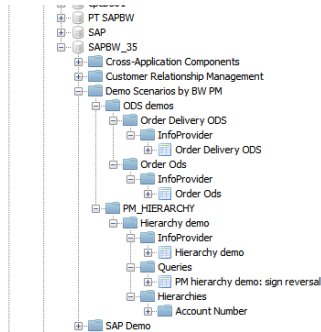 PT SAPBW
SAP
SAPBW_35
Cross-Application Components
Customer Relationship Management
Demo Scenarios by BW PM
ODS demos
Order Delivery ODS
InfoProvider
Order Delivery ODS
Order Ods
InfoProvider
Order Ods
PM_HIERARCHY
Hierarchy demo
InfoProvider
Hierarchy demo
Queries
PM hierarchy demo: sign reversal
Hierarchies
Account Number
SAP Demo